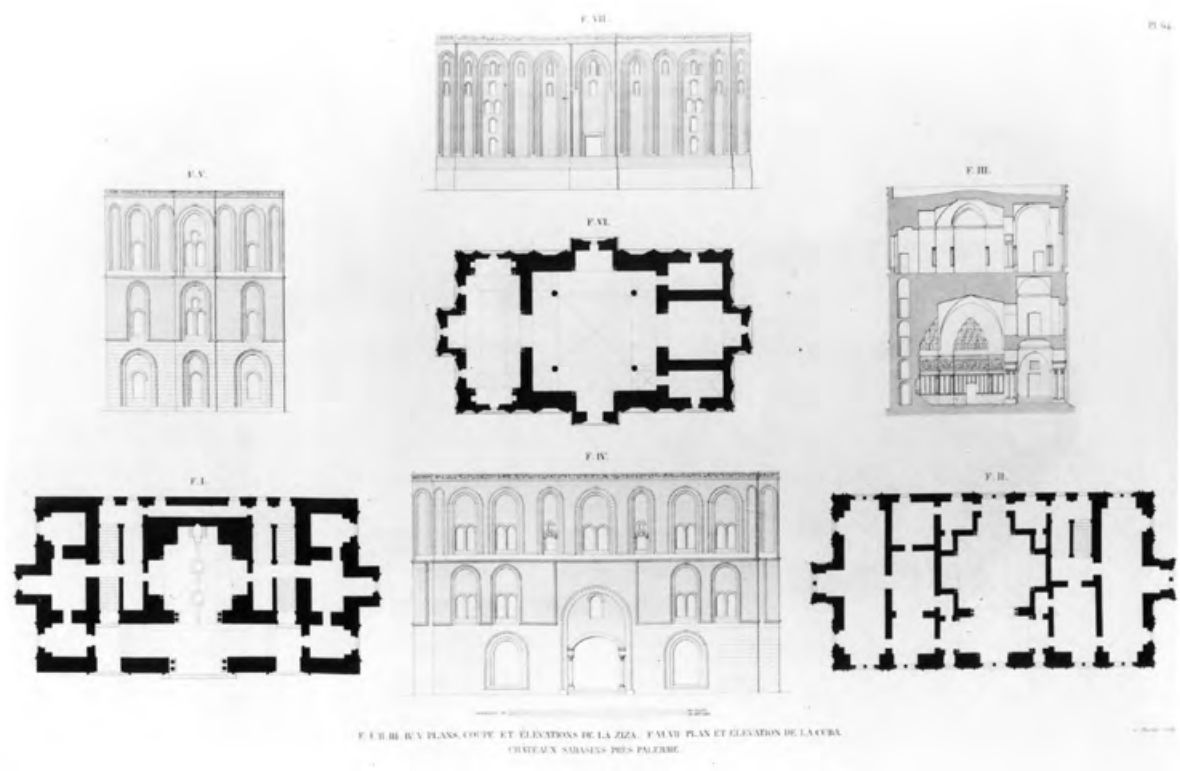 F. VII.
Pl. 64.
F. V.
F. III.
F. VI.
F. IV.
F. I.
F. II.
F. I. II. III. IV. V. PLANS, COUPE ET ÉLÉVATIONS DE LA ZIZA. F. VI. VII. PLAN ET ÉLÉVATION DE LA CUBA.
CHÂTEAUX SARASINS PRÈS PALERME.